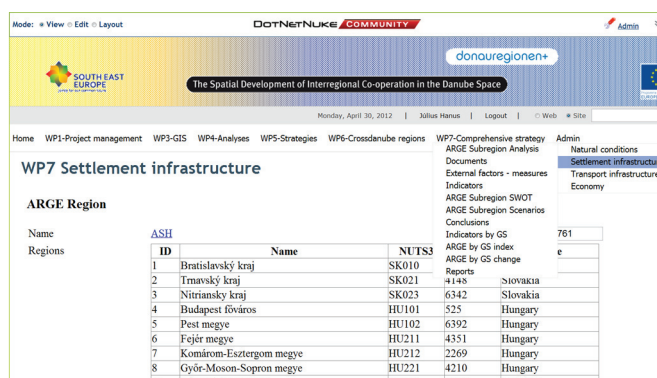 Mode: View Edit Layout
DOTNETNUKE COMMUNITY
Admin
donauregionen+
SOUTH EAST
EUROPE
The Spatial Development of Interregional Co-operation in the Danube Space
Monday, April 30, 2012 | Július Hanus | Logout | Web Site
Home WP1-Project management WP3-GIS WP4-Analyses WP5-Strategies WP6-Crossdanube regions WP7-Comprehensive strategy Admin
ARGE Subregion Analysis Natural conditions
Documents Settlement infrastructu
External factors - measures Transport infrastructure
Indicators Economy
ARGE Subregion SWOT
ARGE Subregion Scenarios
Conclusions
Indicators by GS
ARGE by GS index
ARGE by GS change
Reports
WP7 Settlement infrastructure
ARGE Region
Name ASH 761
Regions
ID Name NUTS3 e
1 Bratislavský kraj SK010
2 Trnavský kraj SK021 4148 Slovakia
3 Nitriansky kraj SK023 6342 Slovakia
4 Budapest főváros HU101 525 Hungary
5 Pest megye HU102 6392 Hungary
6 Fejér megye HU211 4351 Hungary
7 Komárom-Esztergom megye HU212 2269 Hungary
8 Győr-Moson-Sopron megye HU221 4210 Hungary